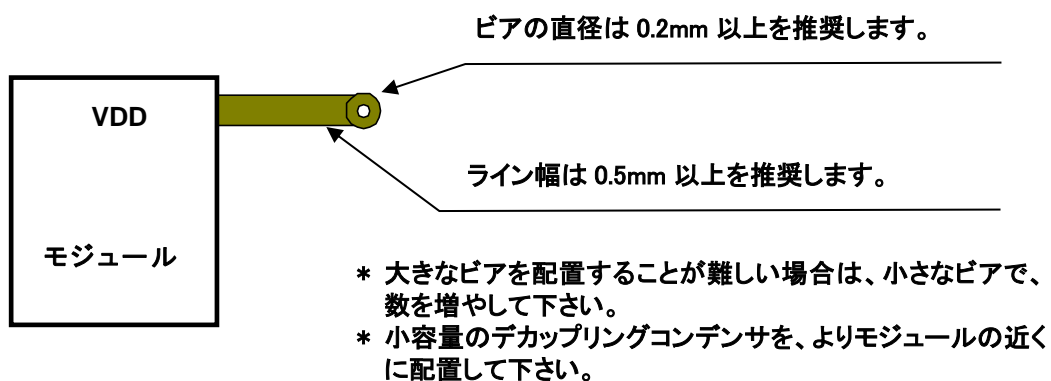 ビアの直径は 0.2mm 以上を推奨します。
VDD
ライン幅は 0.5mm 以上を推奨します。
モジュール
* 大きなビアを配置することが難しい場合は、小さなビアで、
数を増やして下さい。
* 小容量のデカップリングコンデンサを、よりモジュールの近く
に配置して下さい。